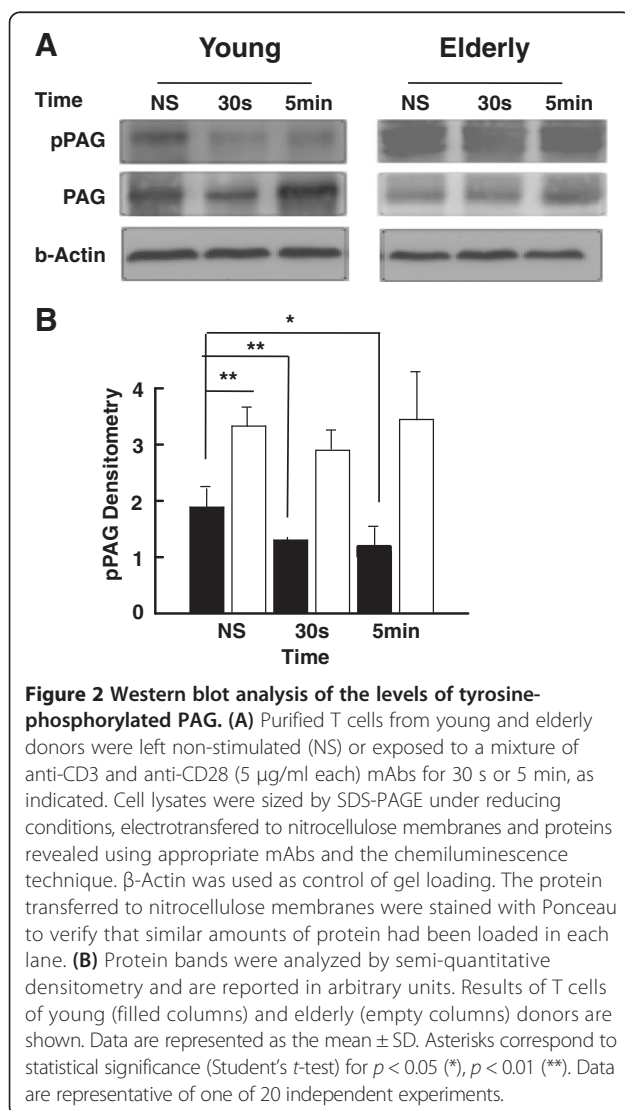 A
Young Elderly
Time NS 30s 5min NS 30s 5min
pPAG
PAG
b-Actin
B
*
**
**
4
3
2
1
0
pPAG Densitometry
NS 30s 5min
Time
Figure 2 Western blot analysis of the levels of tyrosine-
phosphorylated PAG. (A) Purified T cells from young and elderly
donors were left non-stimulated (NS) or exposed to a mixture of
anti-CD3 and anti-CD28 (5 μg/ml each) mAbs for 30 s or 5 min, as
indicated. Cell lysates were sized by SDS-PAGE under reducing
conditions, electrotransfered to nitrocellulose membranes and proteins
revealed using appropriate mAbs and the chemiluminescence
technique. β-Actin was used as control of gel loading. The protein
transferred to nitrocellulose membranes were stained with Ponceau
to verify that similar amounts of protein had been loaded in each
lane. (B) Protein bands were analyzed by semi-quantitative
densitometry and are reported in arbitrary units. Results of T cells
of young (filled columns) and elderly (empty columns) donors are
shown. Data are represented as the mean ± SD. Asterisks correspond to
statistical significance (Student's t-test) for p < 0.05 (*), p < 0.01 (**). Data
are representative of one of 20 independent experiments.